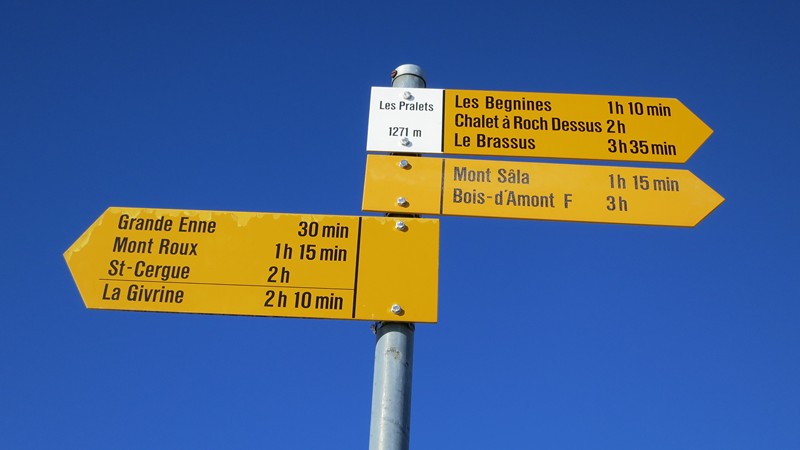 Les Pralets
1271 m
Les Begnines 1h 10 min
Chalet à Roch Dessus 2h
Le Brassus 3h 35 min
Mont Sâla 1h 15 min
Bois-d'Amont F 3h
Grande Enne 30 min
Mont Roux 1h 15 min
St-Cergue 2h
La Givrine 2h 10 min